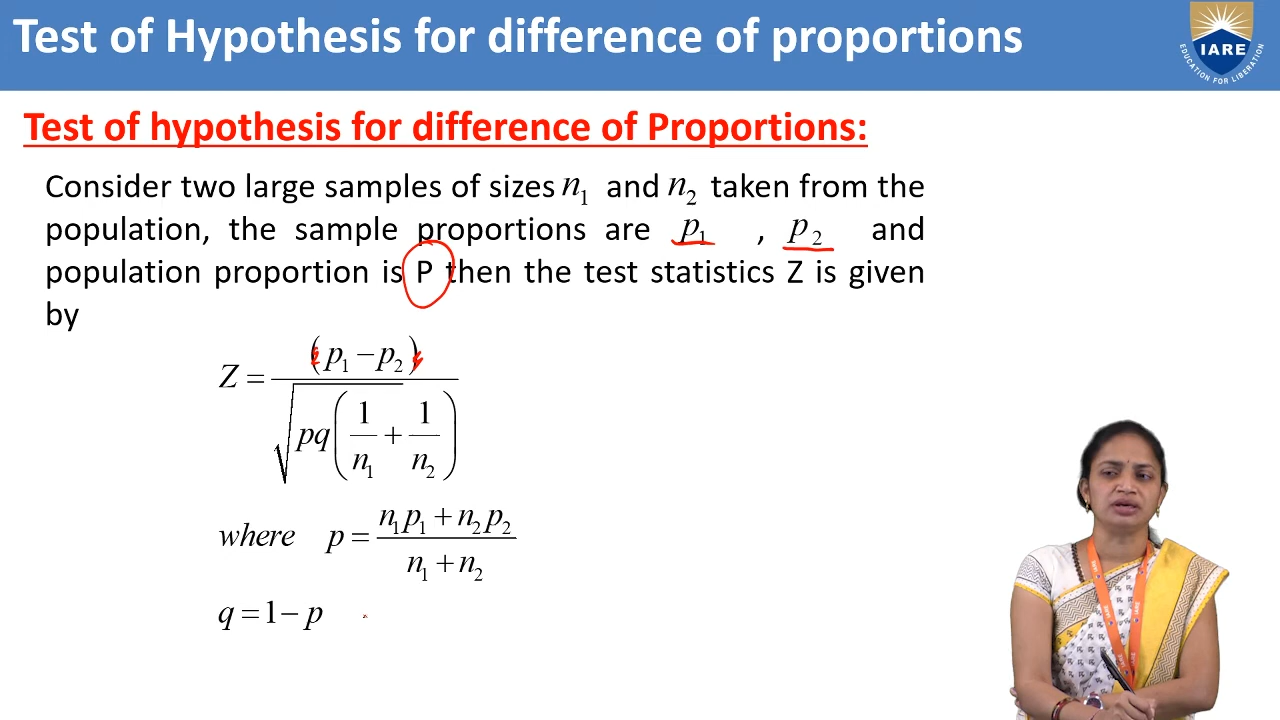 Test of Hypothesis for difference of proportions
IARE
EDUCATION FOR LIBERATION
Test of hypothesis for difference of Proportions:
Consider two large samples of sizes n₁ and n₂ taken from the
population, the sample proportions are p₁ , p₂ and
population proportion is P then the test statistics Z is given
by
Z = (p₁ − p₂) / √(pq(1/n₁ + 1/n₂))
where p = (n₁p₁ + n₂p₂) / (n₁ + n₂)
q = 1 − p